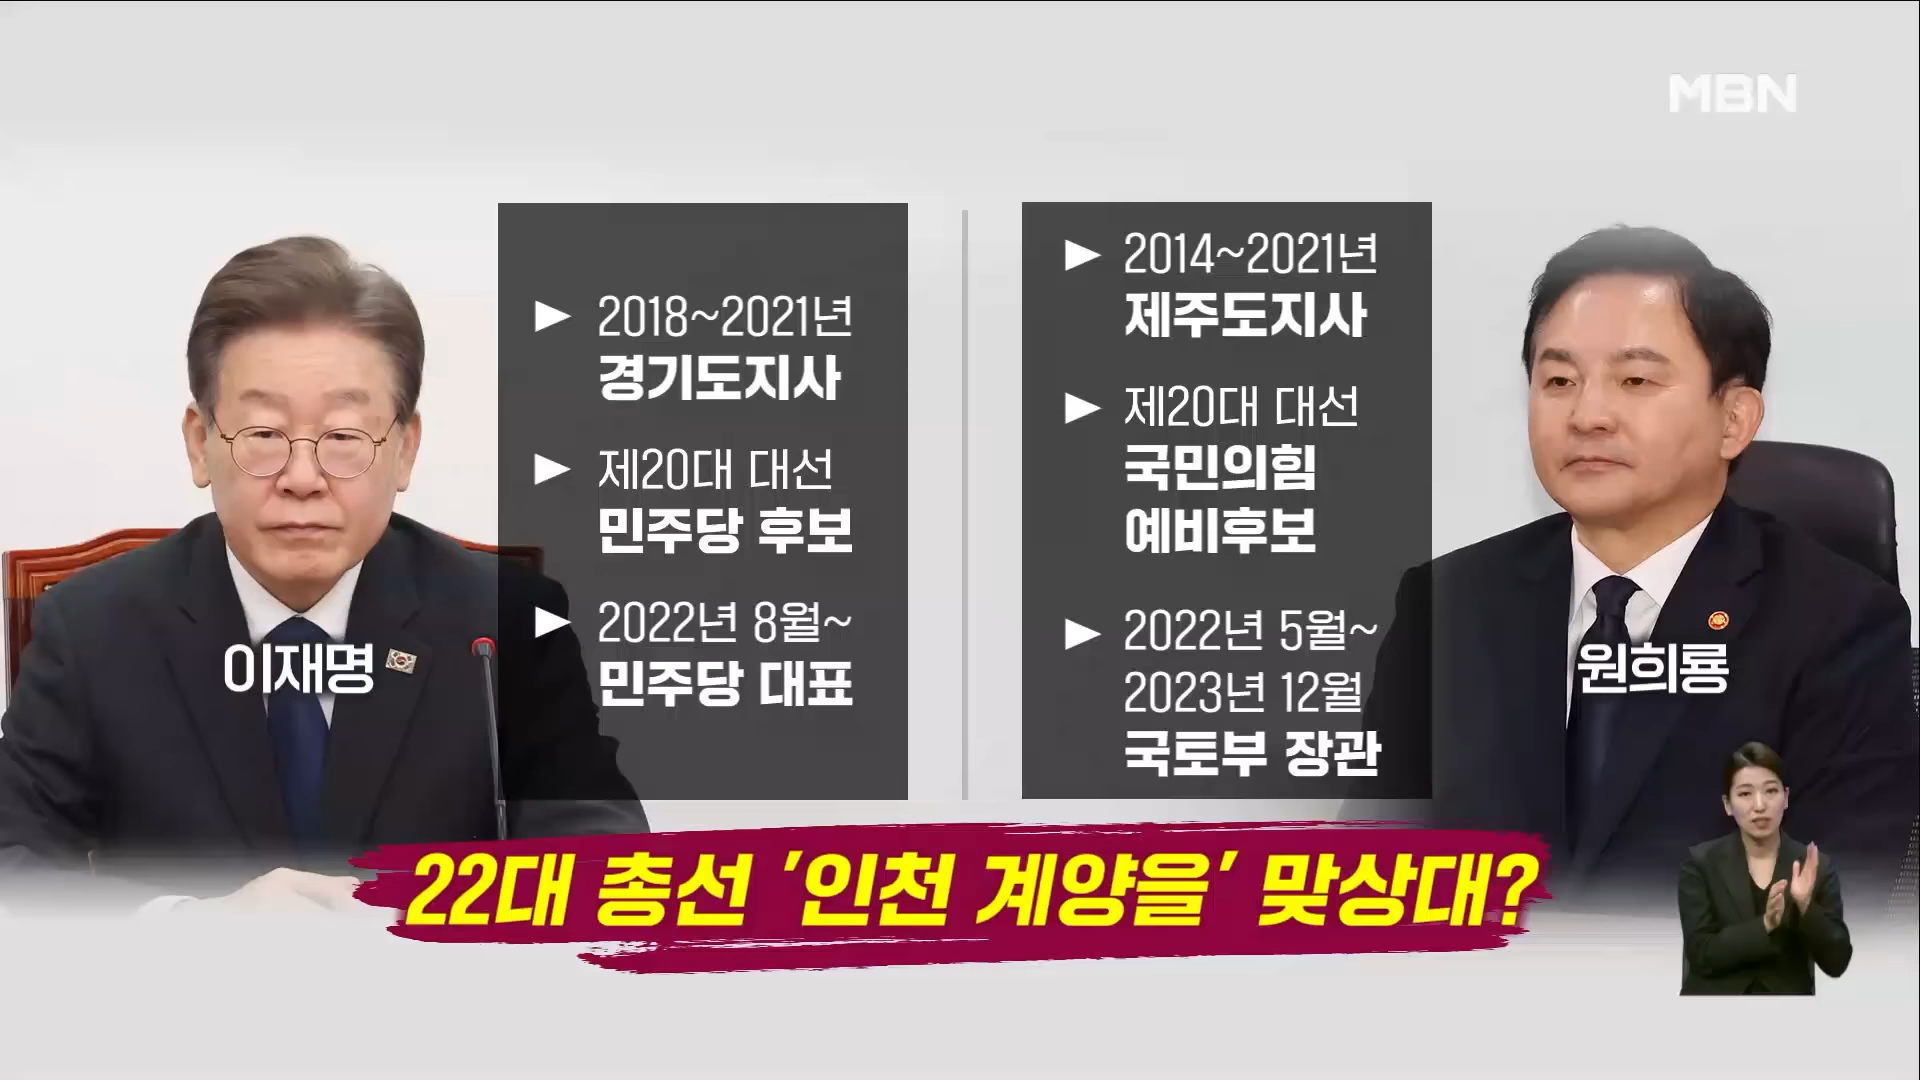 MBN
▶ 2018~2021년
경기도지사
▶ 제20대 대선
민주당 후보
▶ 2022년 8월~
민주당 대표
이재명
▶ 2014~2021년
제주도지사
▶ 제20대 대선
국민의힘
예비후보
▶ 2022년 5월~
2023년 12월
국토부 장관
원희룡
22대 총선 '인천 계양을' 맞상대?